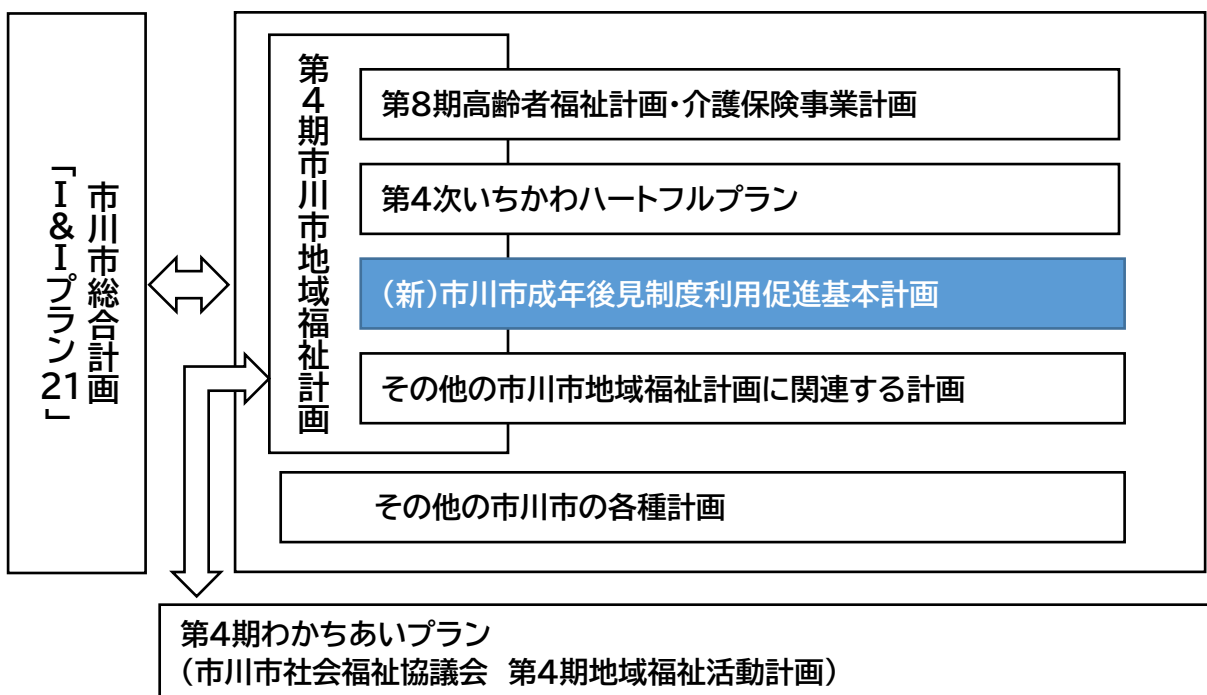 市川市総合計画
「I&Iプラン21」
第4期市川市地域福祉計画
第8期高齢者福祉計画・介護保険事業計画
第4次いちかわハートフルプラン
(新)市川市成年後見制度利用促進基本計画
その他の市川市地域福祉計画に関連する計画
その他の市川市の各種計画
第4期わかちあいプラン
(市川市社会福祉協議会　第4期地域福祉活動計画)